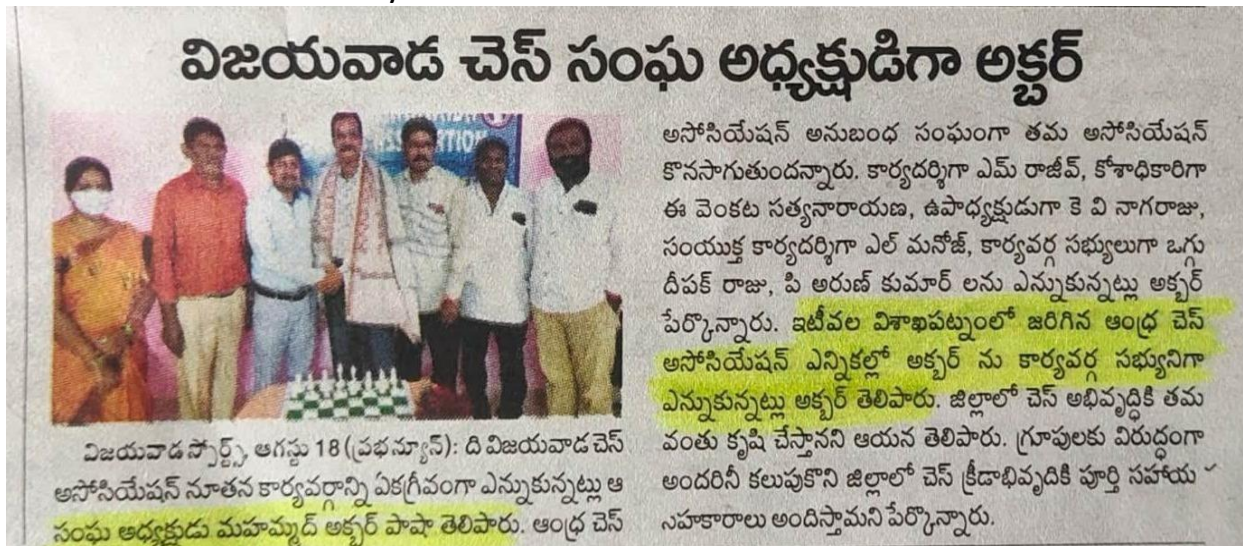 విజయవాడ చెస్ సంఘ అధ్యక్షుడిగా అక్బర్
విజయవాడ స్పోర్ట్స్, ఆగస్టు 18 (ప్రభన్యూస్): ది విజయవాడ చెస్
అసోసియేషన్ నూతన కార్యవర్గాన్ని ఏకగ్రీవంగా ఎన్నుకున్నట్లు ఆ
సంఘ అధ్యక్షుడు మహమ్మద్ అక్బర్ పాషా తెలిపారు. ఆంధ్ర చెస్
అసోసియేషన్ అనుబంధ సంఘంగా తమ అసోసియేషన్
కొనసాగుతుందన్నారు. కార్యదర్శిగా ఎమ్ రాజీవ్, కోశాధికారిగా
ఈ వెంకట సత్యనారాయణ, ఉపాధ్యక్షుడుగా కె వి నాగరాజు,
సంయుక్త కార్యదర్శిగా ఎల్ మనోజ్, కార్యవర్గ సభ్యులుగా ఒగ్గు
దీపక్ రాజు, పి అరుణ్ కుమార్ లను ఎన్నుకున్నట్లు అక్బర్
పేర్కొన్నారు. ఇటీవల విశాఖపట్నంలో జరిగిన ఆంధ్ర చెస్
అసోసియేషన్ ఎన్నికల్లో అక్బర్ ను కార్యవర్గ సభ్యునిగా
ఎన్నుకున్నట్లు అక్బర్ తెలిపారు. జిల్లాలో చెస్ అభివృద్ధికి తమ
వంతు కృషి చేస్తానని ఆయన తెలిపారు. గ్రూపులకు విరుద్ధంగా
అందరినీ కలుపుకొని జిల్లాలో చెస్ క్రీడాభివృదికి పూర్తి సహాయ
సహకారాలు అందిస్తామని పేర్కొన్నారు.